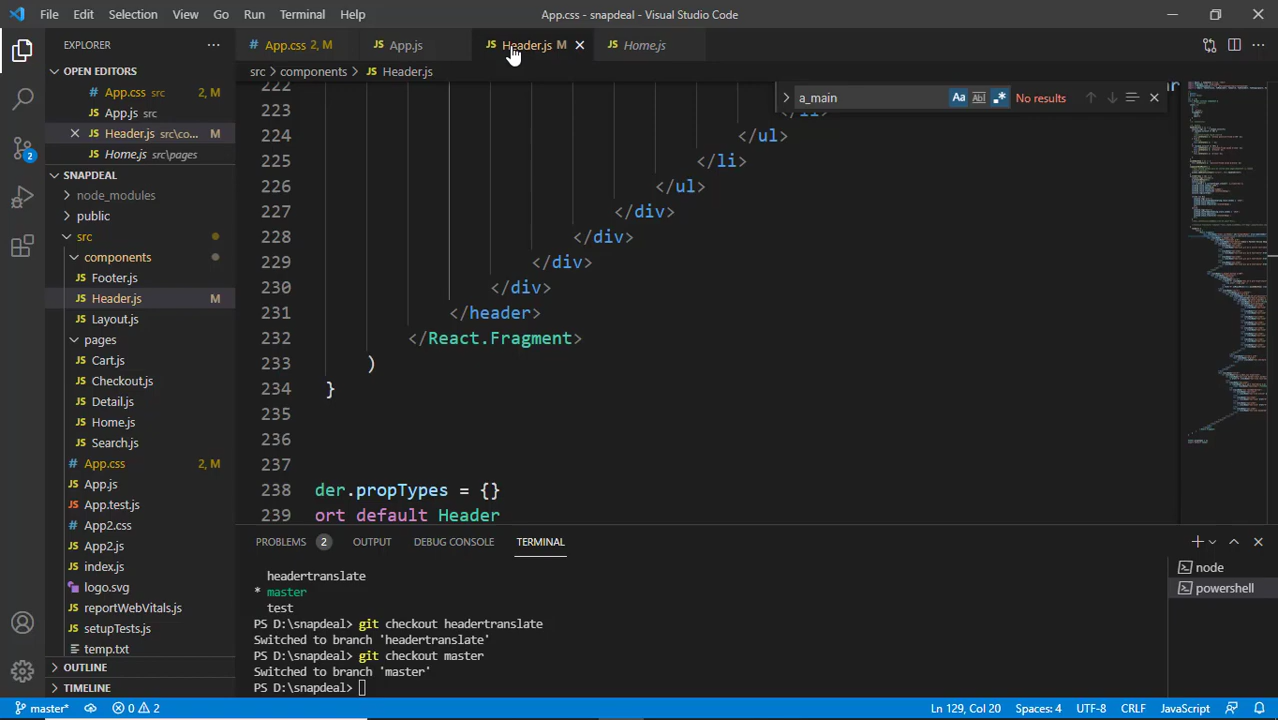 File Edit Selection View Go Run Terminal Help App.css - snapdeal - Visual Studio Code
EXPLORER
OPEN EDITORS
App.css src 2, M
App.js src
Header.js src\co... M
Home.js src\pages
SNAPDEAL
node_modules
public
src
components
Footer.js
Header.js M
Layout.js
pages
Cart.js
Checkout.js
Detail.js
Home.js
Search.js
App.css 2, M
App.js
App.test.js
App2.css
App2.js
index.js
logo.svg
reportWebVitals.js
setupTests.js
temp.txt
OUTLINE
TIMELINE
App.css 2, M App.js Header.js M Home.js
src > components > Header.js
a_main Aa Abl .* No results
222
223
224 </ul>
225 </li>
226 </ul>
227 </div>
228 </div>
229 </div>
230 </div>
231 </header>
232 </React.Fragment>
233 )
234 }
235
236
237
238 der.propTypes = {}
239 ort default Header
PROBLEMS 2 OUTPUT DEBUG CONSOLE TERMINAL
headertranslate
* master
test
PS D:\snapdeal> git checkout headertranslate
Switched to branch 'headertranslate'
PS D:\snapdeal> git checkout master
Switched to branch 'master'
PS D:\snapdeal>
node
powershell
master* 0 2 Ln 129, Col 20 Spaces: 4 UTF-8 CRLF JavaScript